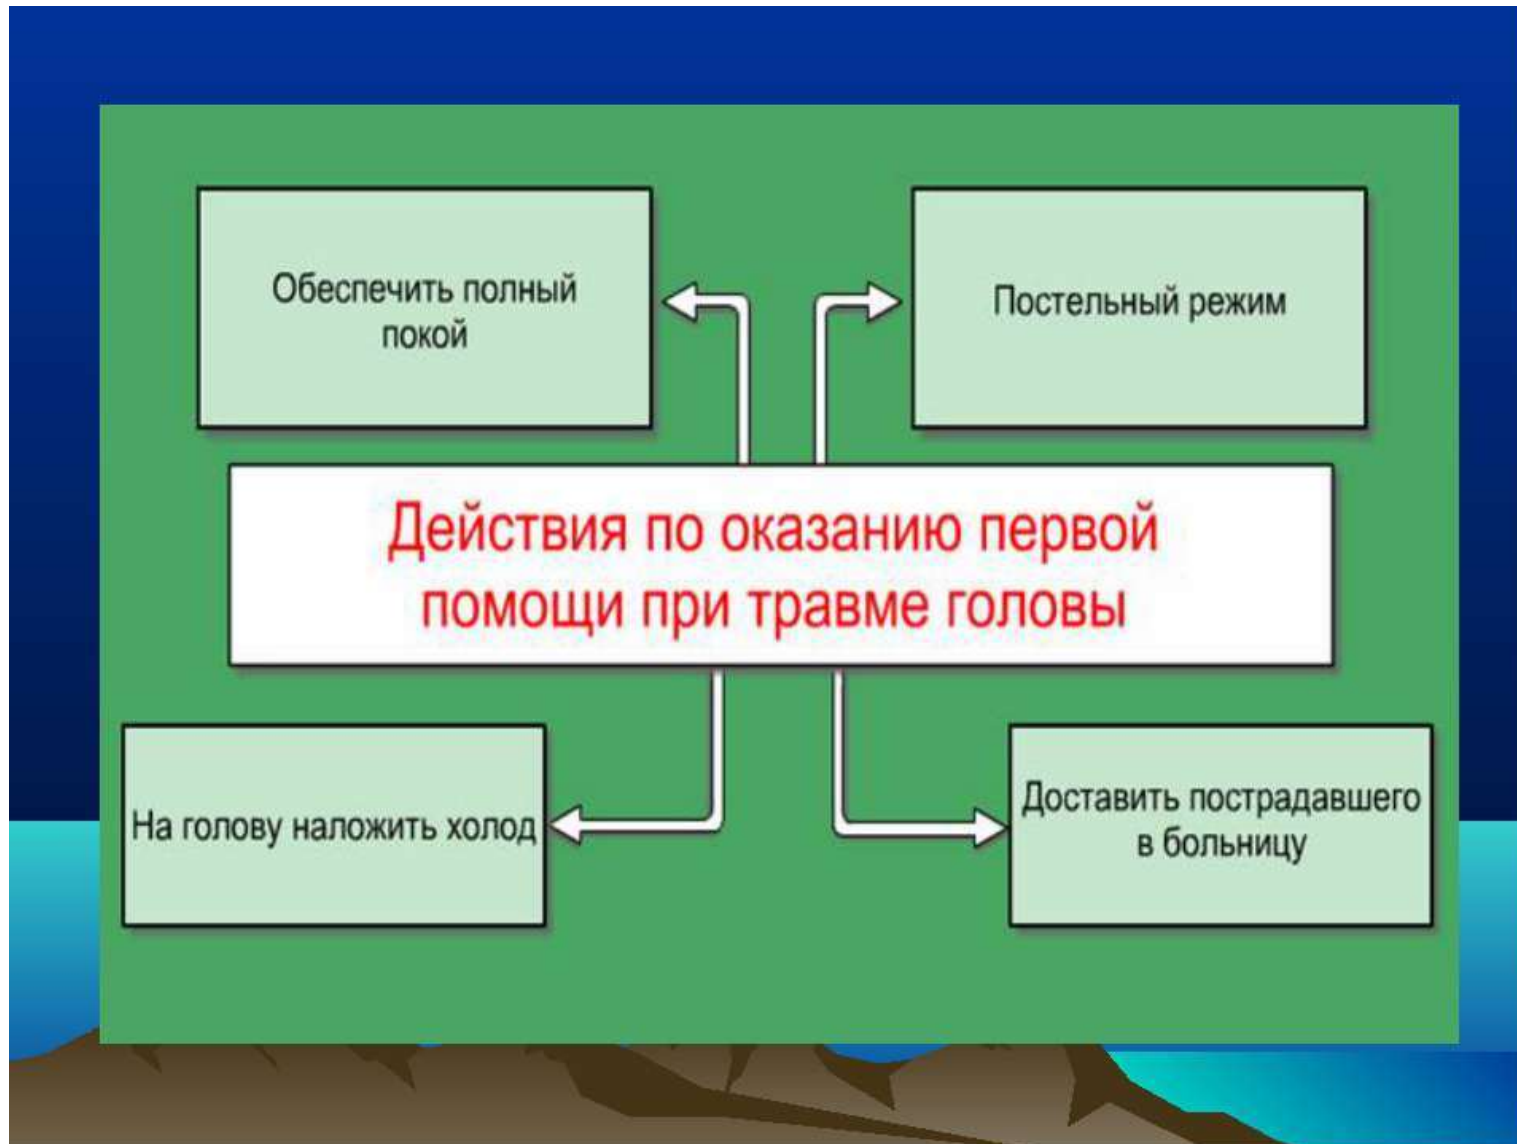 Обеспечить полный
покой
Постельный режим
Действия по оказанию первой
помощи при травме головы
На голову наложить холод
Доставить пострадавшего
в больницу